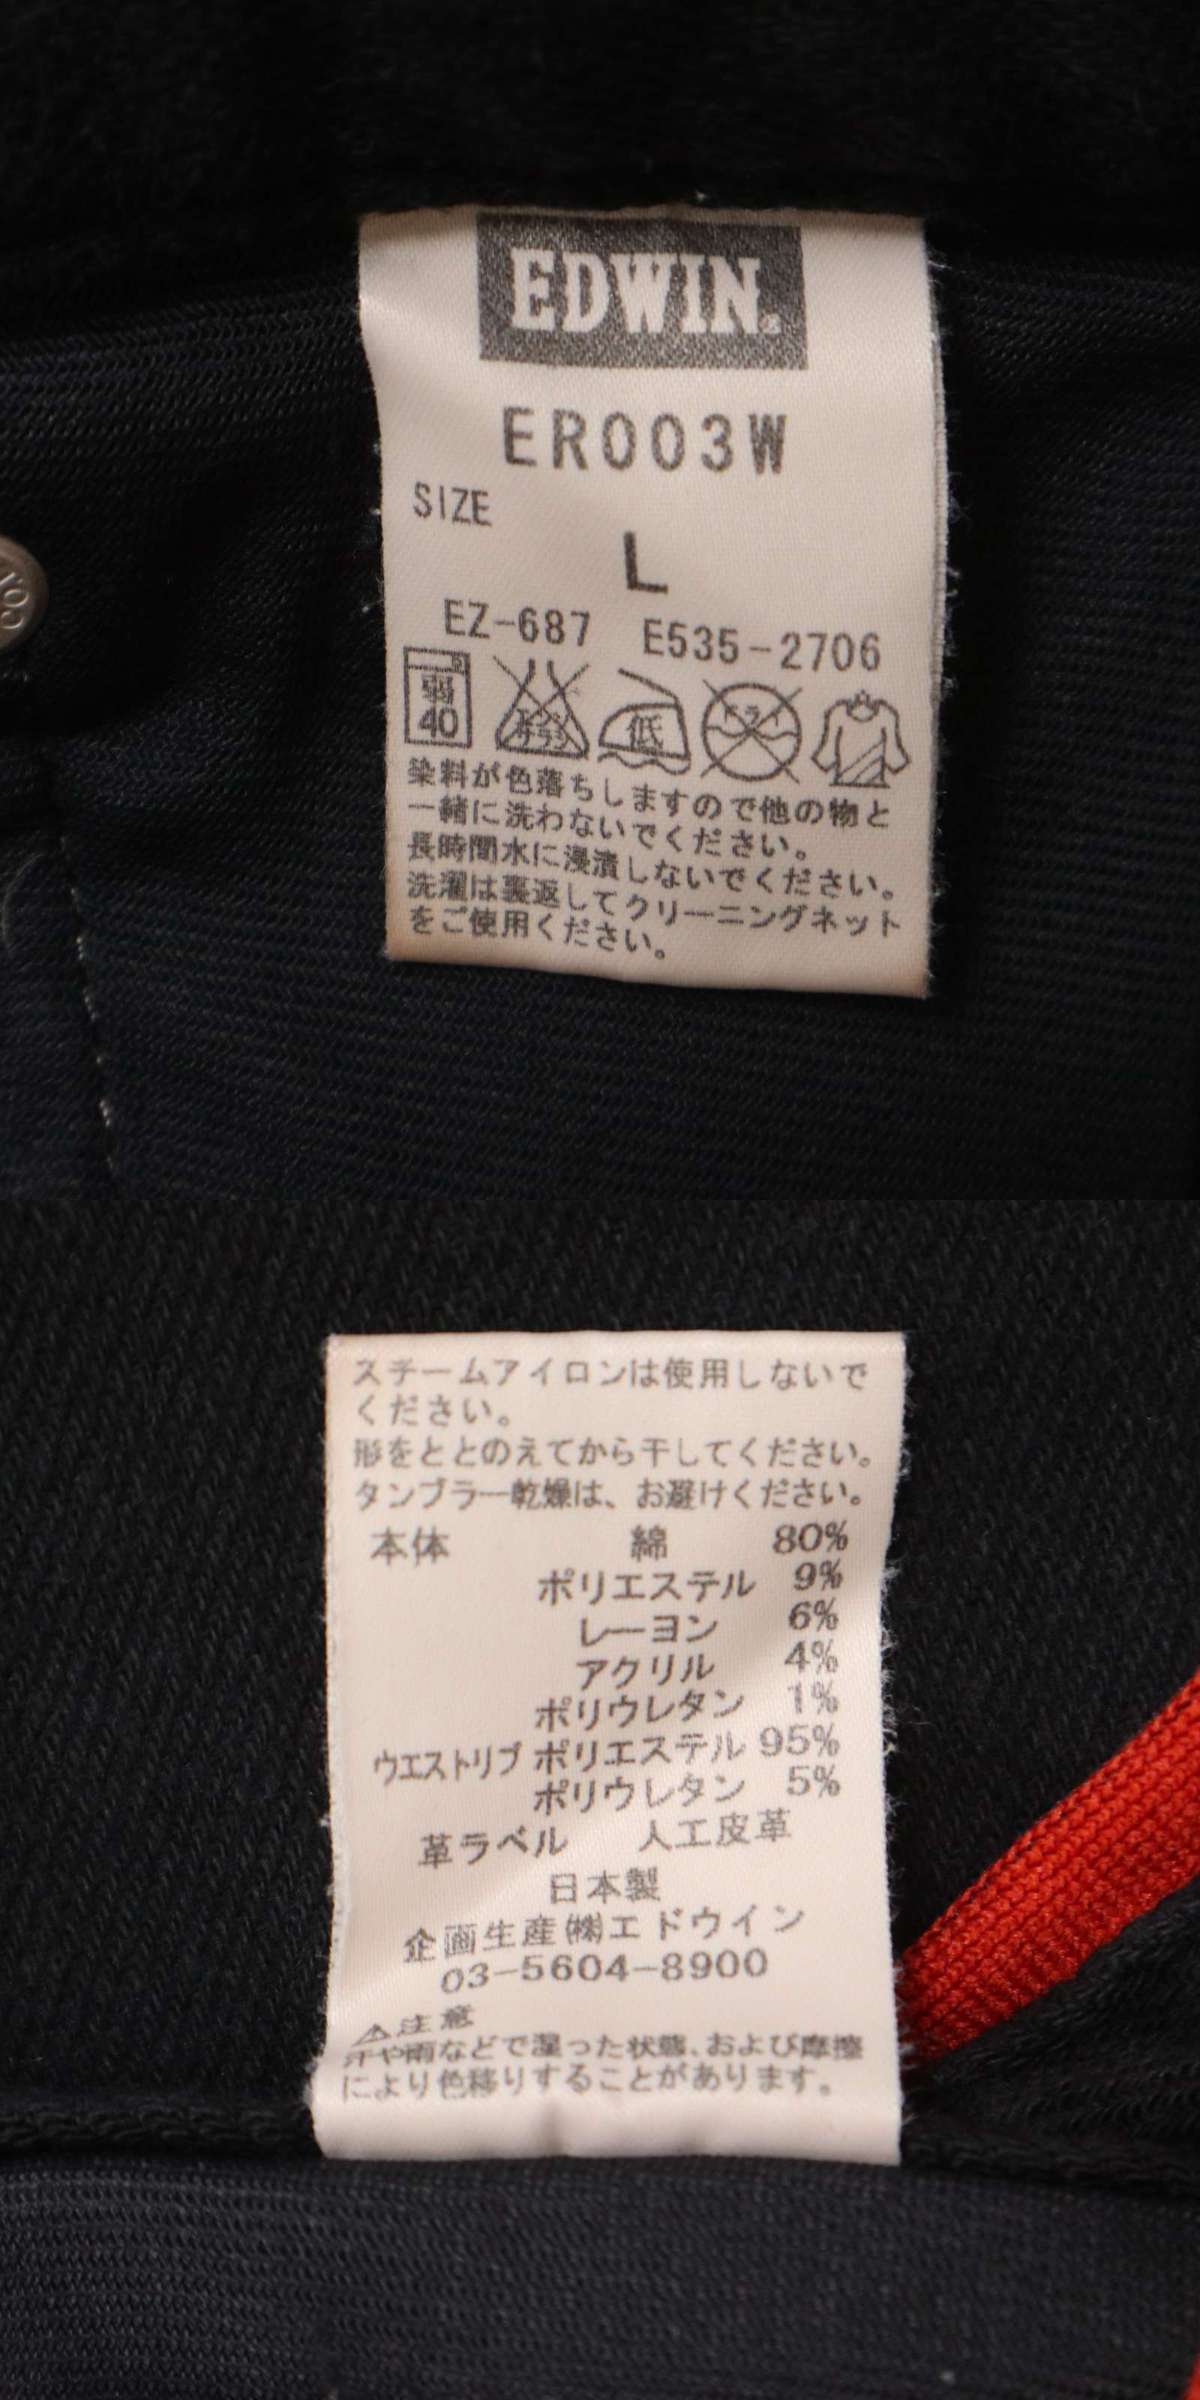 EDWIN.
ER003W
SIZE
L
EZ-687 E535-2706
弱
40
エンソ
サラシ
低
ドライ
染料が色落ちしますので他の物と
一緒に洗わないでください。
長時間水に浸漬しないでください。
洗濯は裏返してクリーニングネット
をご使用ください。
スチームアイロンは使用しないで
ください。
形をととのえてから干してください。
タンブラー乾燥は、お避けください。
本体 綿 80%
ポリエステル 9%
レーヨン 6%
アクリル 4%
ポリウレタン 1%
ウエストリブ ポリエステル 95%
ポリウレタン 5%
革ラベル 人工皮革
日本製
企画生産㈱エドウイン
03-5604-8900
⚠注意
汗や雨などで湿った状態、および摩擦
により色移りすることがあります。